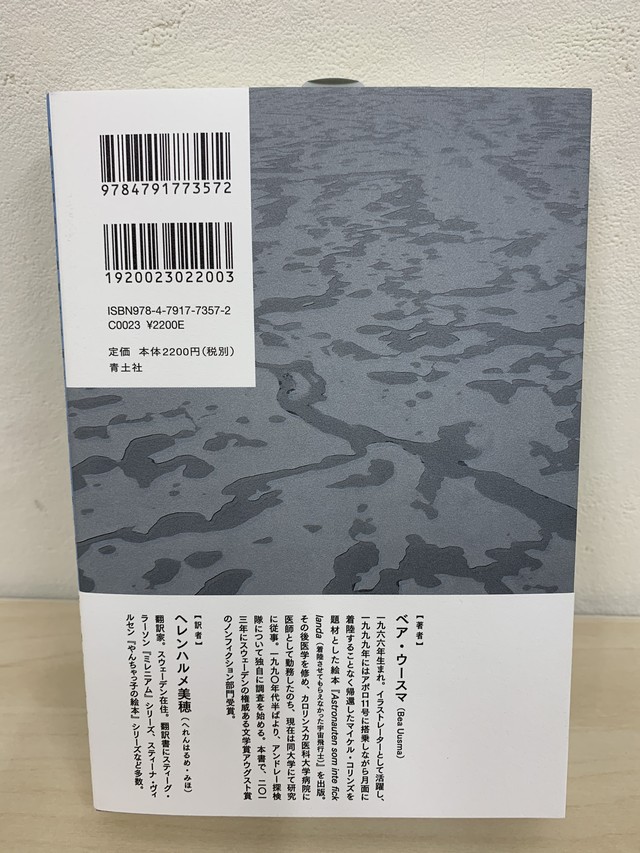 9784791773572
1920023022003
ISBN978-4-7917-7357-2
C0023 ¥2200E
定価 本体2200円(税別)
青土社
【著者】
ベア・ウースマ (Bea Uusma)
一九六六年生まれ。イラストレーターとして活躍し、
一九九九年にはアポロ11号に搭乗しながら月面に
着陸することなく帰還したマイケル・コリンズを
題材とした絵本『Astronauten som inte fick
landa(着陸させてもらえなかった宇宙飛行士)』を出版。
その後医学を修め、カロリンスカ医科大学病院に
医師として勤務したのち、現在は同大学にて研究
に従事。一九九〇年代半ばより、アンドレー探検
隊について独自に調査を始める。本書で、二〇一
三年にスウェーデンの権威ある文学賞アウグスト賞
のノンフィクション部門受賞。
【訳者】
ヘレンハルメ美穂 (へれんはるめ・みほ)
翻訳家。スウェーデン在住。翻訳書にスティーグ・
ラーソン『ミレニアム』シリーズ、スティーナ・ヴィ
ルセン『やんちゃっ子の絵本』シリーズなど多数。